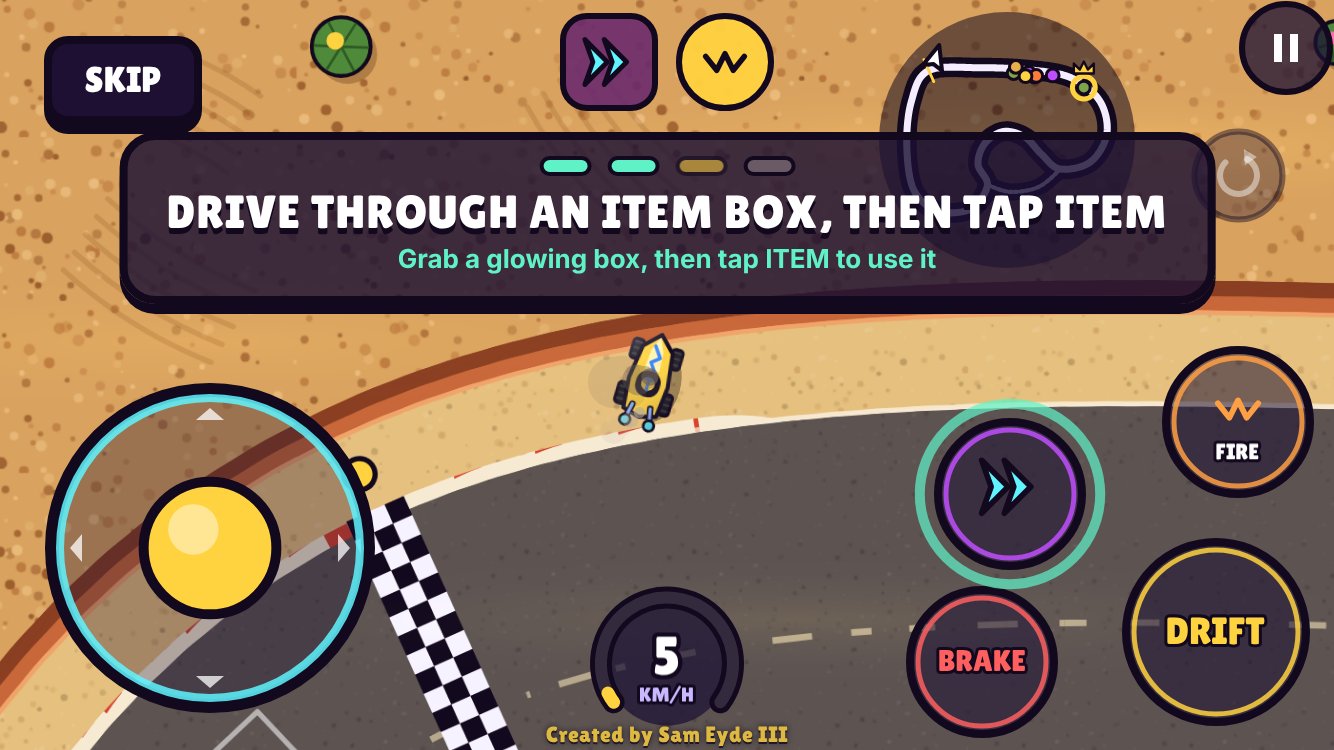 SKIP
DRIVE THROUGH AN ITEM BOX, THEN TAP ITEM
Grab a glowing box, then tap ITEM to use it
FIRE
DRIFT
BRAKE
5
KM/H
Created by Sam Eyde III